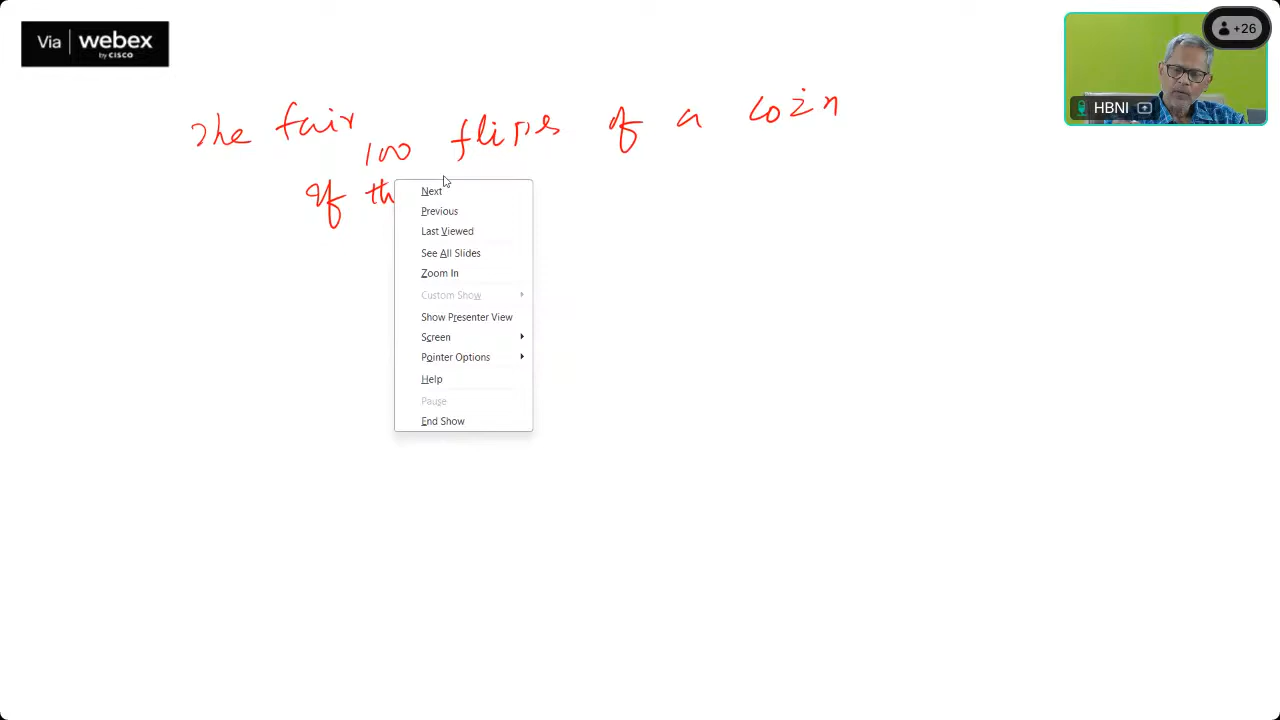 Via webex
by CISCO
+26
HBNI
The fair
100 flips of a coin
of th
Next
Previous
Last Viewed
See All Slides
Zoom In
Custom Show
Show Presenter View
Screen
Pointer Options
Help
Pause
End Show